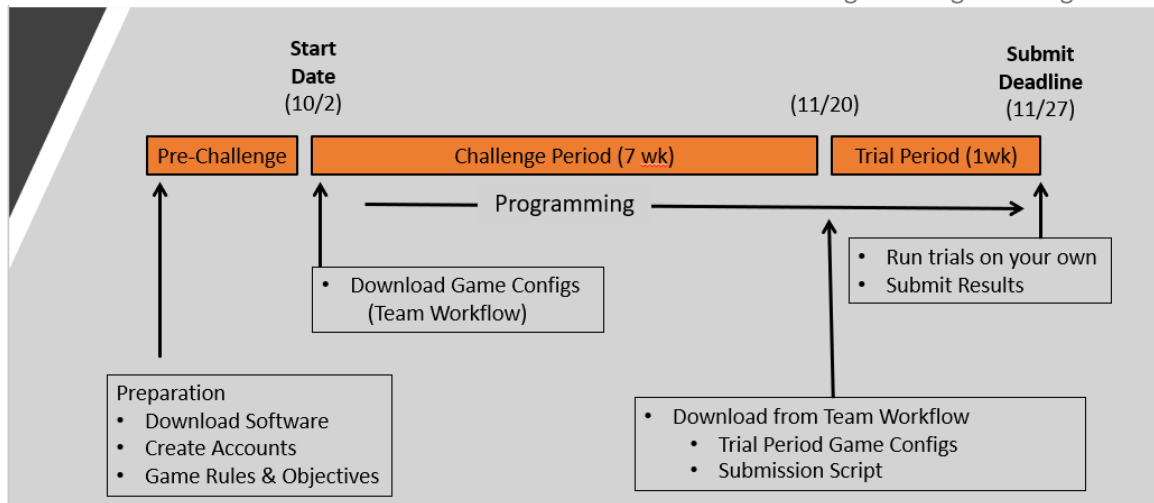 Start
Date
(10/2)
(11/20)
Submit
Deadline
(11/27)
Pre-Challenge
Challenge Period (7 wk)
Trial Period (1wk)
Programming
• Run trials on your own
• Submit Results
• Download Game Configs
(Team Workflow)
Preparation
• Download Software
• Create Accounts
• Game Rules & Objectives
• Download from Team Workflow
• Trial Period Game Configs
• Submission Script